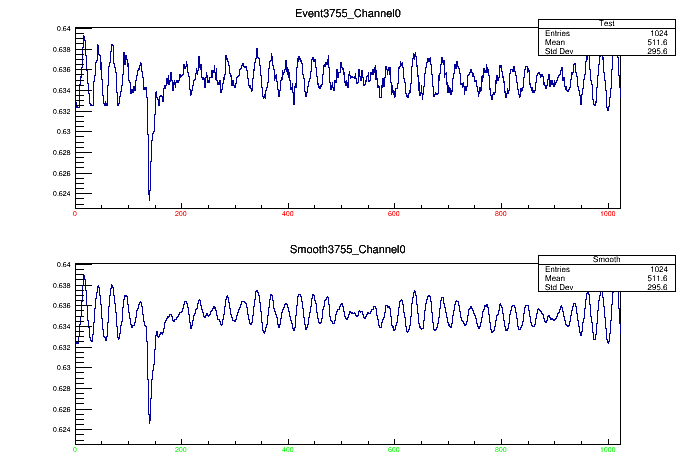 Event3755_Channel0
Test
Entries 1024
Mean 511.6
Std Dev 295.6
0.64
0.638
0.636
0.634
0.632
0.63
0.628
0.626
0.624
0 200 400 600 800 1000
Smooth3755_Channel0
Smooth
Entries 1024
Mean 511.6
Std Dev 295.6
0.64
0.638
0.636
0.634
0.632
0.63
0.628
0.626
0.624
0 200 400 600 800 1000